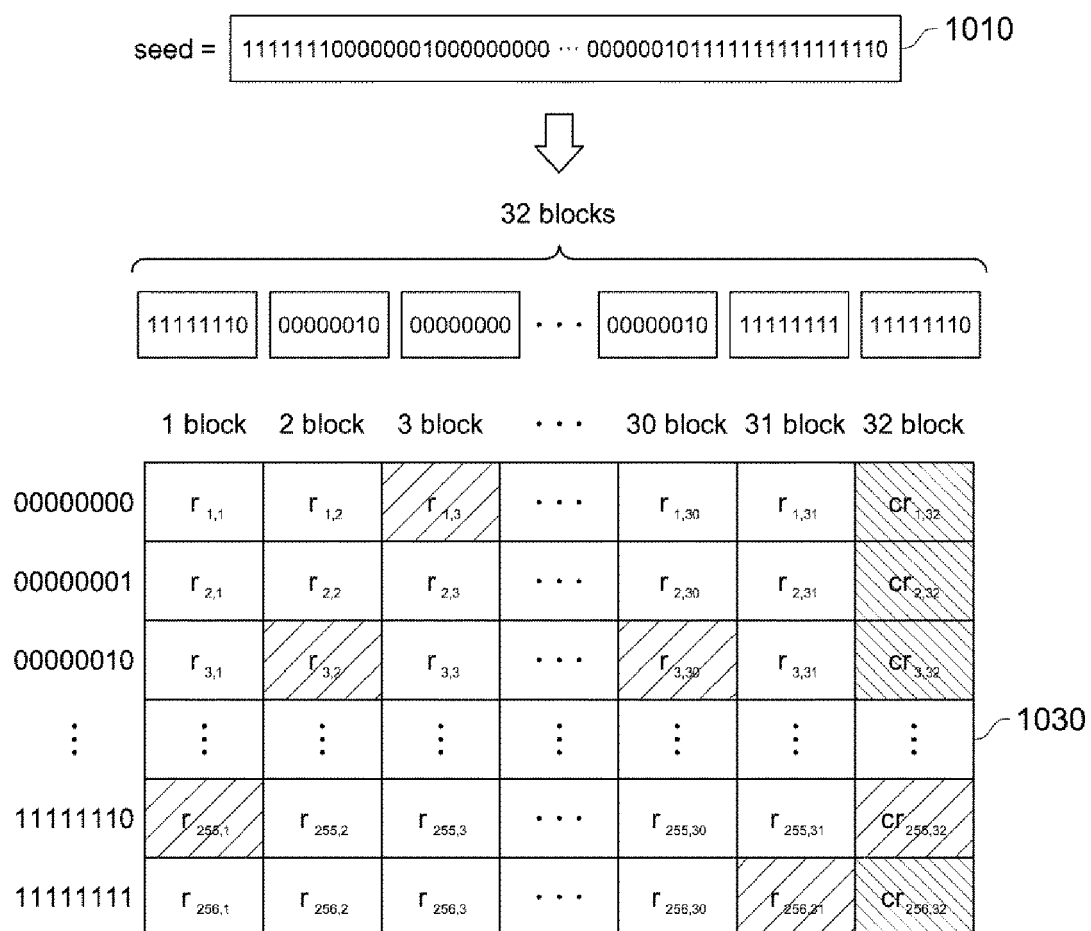 seed = 111111100000001000000000 ··· 000000101111111111111110
1010
32 blocks
11111110 00000010 00000000 ··· 00000010 11111111 11111110
1 block 2 block 3 block ··· 30 block 31 block 32 block
00000000 r1,1 r1,2 r1,3 ··· r1,30 r1,31 cr1,32
00000001 r2,1 r2,2 r2,3 ··· r2,30 r2,31 cr2,32
00000010 r3,1 r3,2 r3,3 ··· r3,30 r3,31 cr3,32
1030
11111110 r255,1 r255,2 r255,3 ··· r255,30 r255,31 cr255,32
11111111 r256,1 r256,2 r256,3 ··· r256,30 r256,31 cr256,32